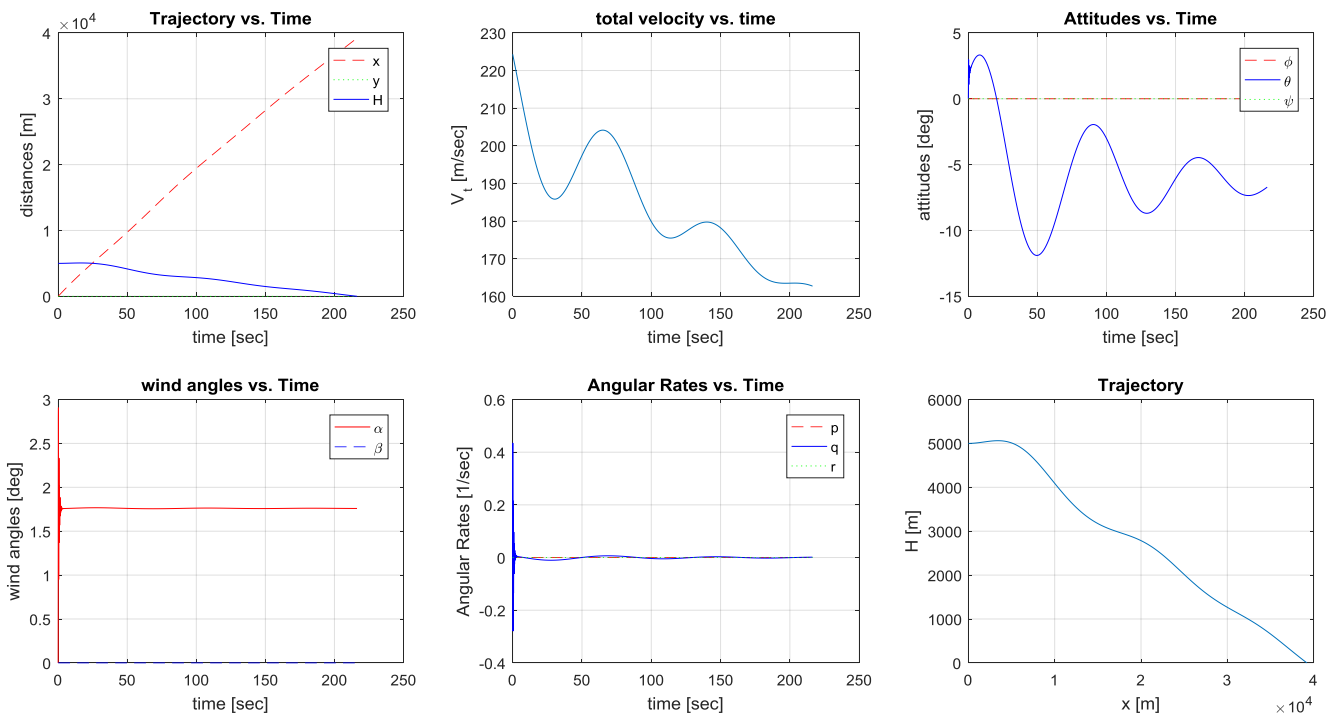 Trajectory vs. Time
×10⁴
4
3
2
1
0
0 50 100 150 200 250
distances [m]
time [sec]
x
y
H
total velocity vs. time
230
220
210
200
190
180
170
160
0 50 100 150 200 250
V_t [m/sec]
time [sec]
Attitudes vs. Time
5
0
-5
-10
-15
0 50 100 150 200 250
attitudes [deg]
time [sec]
ϕ
θ
ψ
wind angles vs. Time
3
2.5
2
1.5
1
0.5
0
0 50 100 150 200 250
wind angles [deg]
time [sec]
α
β
Angular Rates vs. Time
0.6
0.4
0.2
0
-0.2
-0.4
0 50 100 150 200 250
Angular Rates [1/sec]
time [sec]
p
q
r
Trajectory
6000
5000
4000
3000
2000
1000
0
0 1 2 3 4
H [m]
x [m]
×10⁴